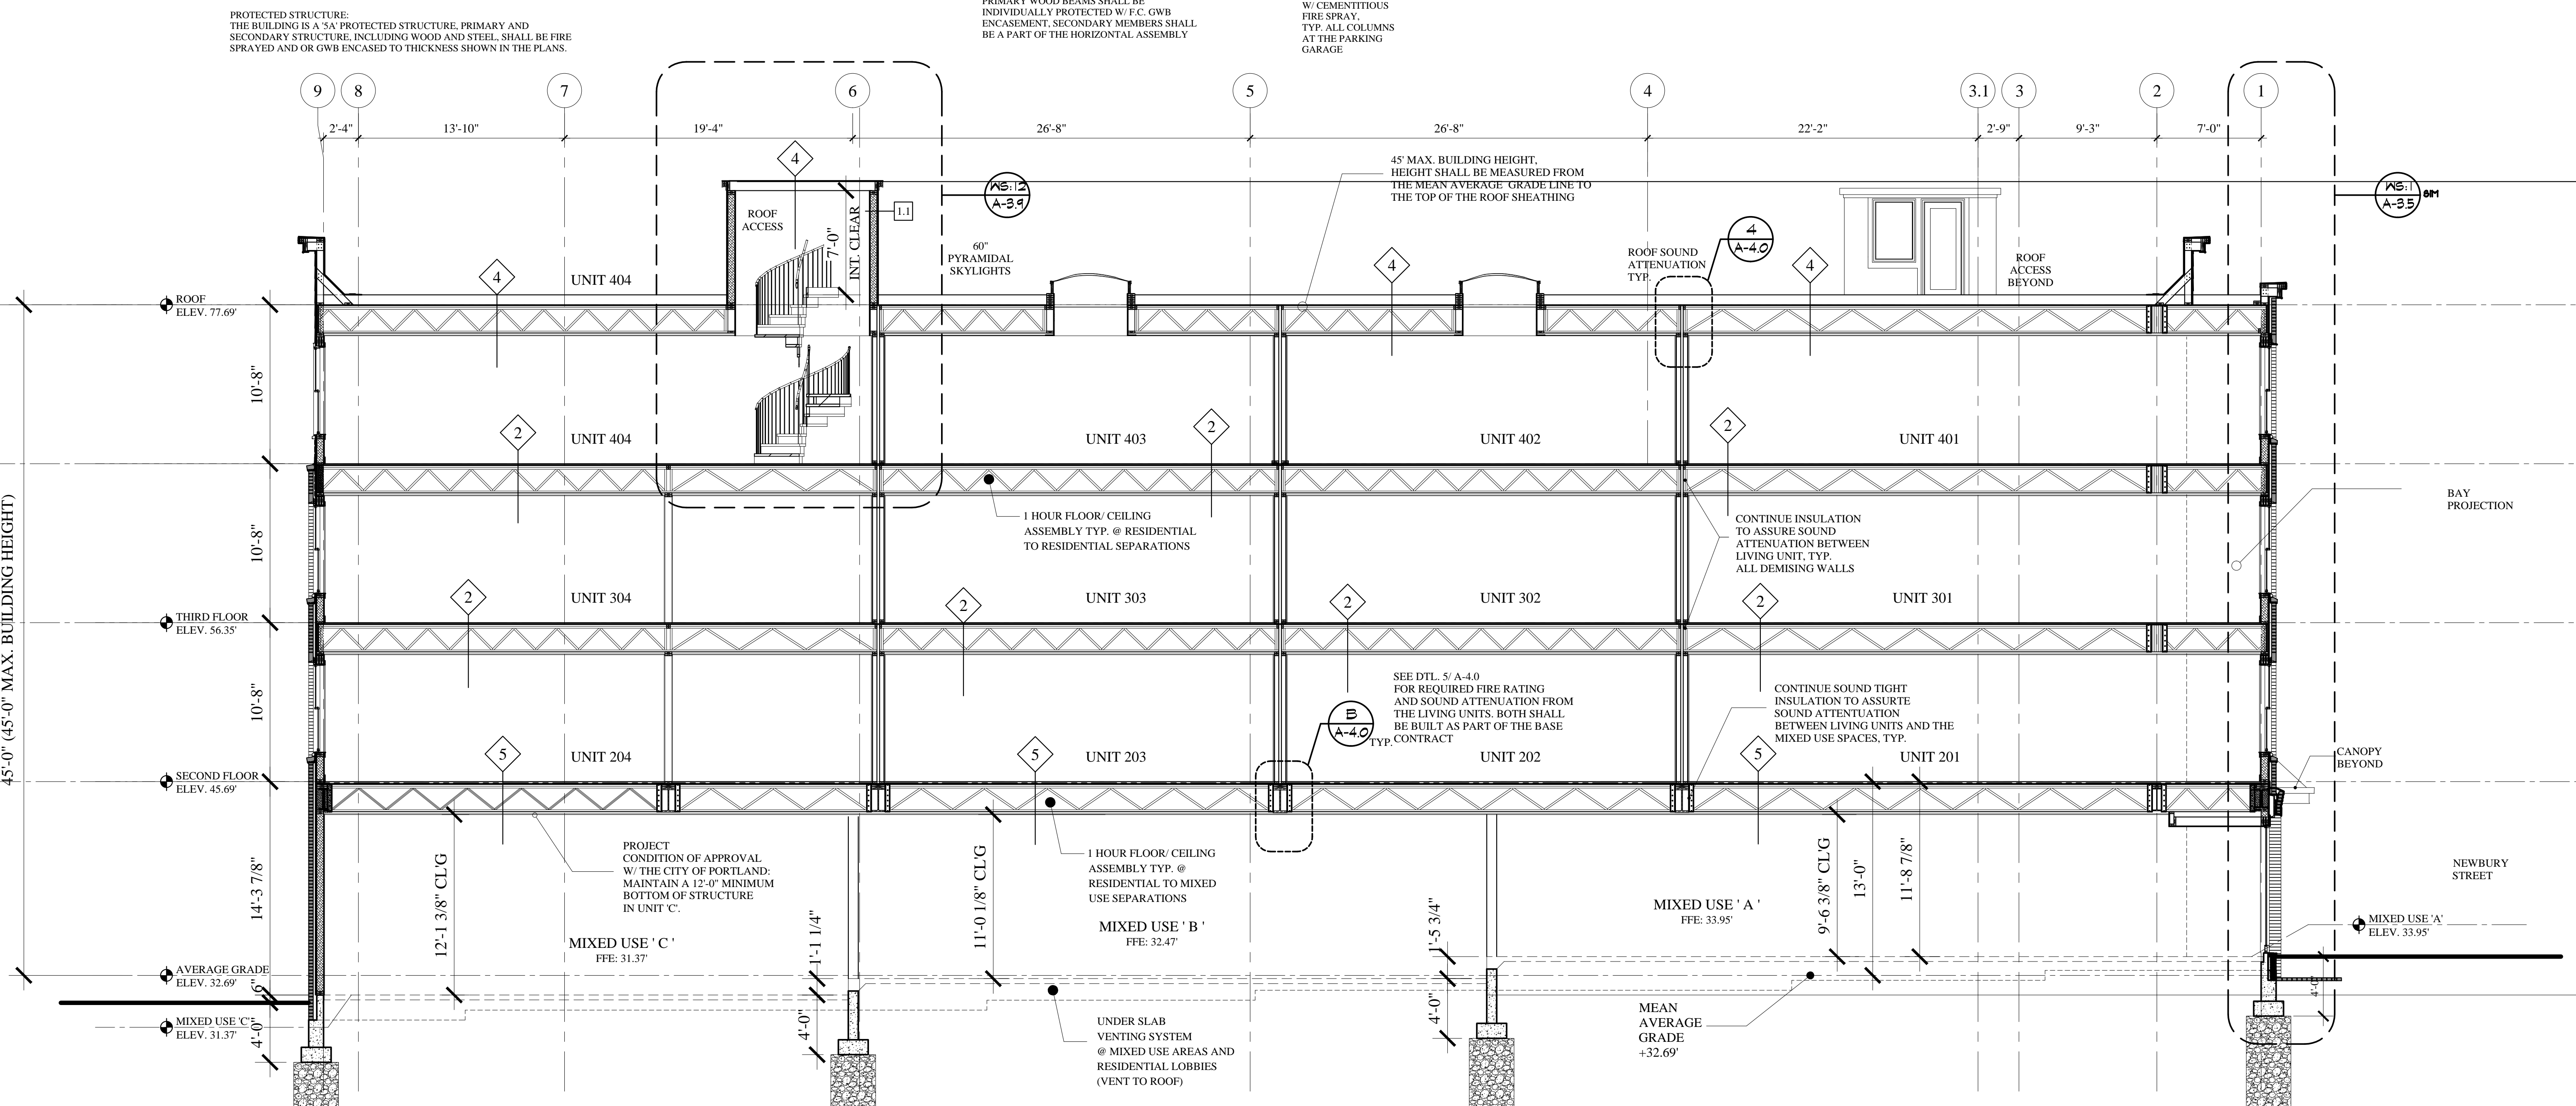 PROTECTED STRUCTURE:
THE BUILDING IS A '5A' PROTECTED STRUCTURE, PRIMARY AND
SECONDARY STRUCTURE, INCLUDING WOOD AND STEEL, SHALL BE FIRE
SPRAYED AND OR GWB ENCASED TO THICKNESS SHOWN IN THE PLANS.
PRIMARY WOOD BEAMS SHALL BE
INDIVIDUALLY PROTECTED W/ F.C. GWB
ENCASEMENT, SECONDARY MEMBERS SHALL
BE A PART OF THE HORIZONTAL ASSEMBLY
W/ CEMENTITIOUS
FIRE SPRAY,
TYP. ALL COLUMNS
AT THE PARKING
GARAGE
9
8
7
6
5
4
3.1
3
2
1
2'-4"
13'-10"
19'-4"
26'-8"
26'-8"
22'-2"
2'-9"
9'-3"
7'-0"
4
45' MAX. BUILDING HEIGHT,
HEIGHT SHALL BE MEASURED FROM
THE MEAN AVERAGE GRADE LINE TO
THE TOP OF THE ROOF SHEATHING
WS:12
A-3.9
WS:1
A-3.5
SIM
ROOF
ACCESS
7'-0"
INT. CLEAR
1.1
60"
PYRAMIDAL
SKYLIGHTS
4
A-4.0
ROOF SOUND
ATTENUATION
TYP.
ROOF
ACCESS
BEYOND
4
UNIT 404
4
4
ROOF
ELEV. 77.69'
10'-8"
2
UNIT 404
UNIT 403
2
UNIT 402
2
UNIT 401
45'-0" (45'-0" MAX. BUILDING HEIGHT)
10'-8"
1 HOUR FLOOR/ CEILING
ASSEMBLY TYP. @ RESIDENTIAL
TO RESIDENTIAL SEPARATIONS
CONTINUE INSULATION
TO ASSURE SOUND
ATTENUATION BETWEEN
LIVING UNIT, TYP.
ALL DEMISING WALLS
BAY
PROJECTION
2
UNIT 304
2
UNIT 303
2
UNIT 302
2
UNIT 301
THIRD FLOOR
ELEV. 56.35'
10'-8"
SEE DTL. 5/ A-4.0
FOR REQUIRED FIRE RATING
AND SOUND ATTENUATION FROM
THE LIVING UNITS. BOTH SHALL
BE BUILT AS PART OF THE BASE
CONTRACT
B
A-4.0
TYP.
CONTINUE SOUND TIGHT
INSULATION TO ASSURTE
SOUND ATTENTUATION
BETWEEN LIVING UNITS AND THE
MIXED USE SPACES, TYP.
5
UNIT 204
5
UNIT 203
UNIT 202
5
UNIT 201
CANOPY
BEYOND
SECOND FLOOR
ELEV. 45.69'
14'-3 7/8"
PROJECT
CONDITION OF APPROVAL
W/ THE CITY OF PORTLAND:
MAINTAIN A 12'-0" MINIMUM
BOTTOM OF STRUCTURE
IN UNIT 'C'.
12'-1 3/8" CL'G
1 HOUR FLOOR/ CEILING
ASSEMBLY TYP. @
RESIDENTIAL TO MIXED
USE SEPARATIONS
11'-0 1/8" CL'G
9'-6 3/8" CL'G
13'-0"
11'-8 7/8"
NEWBURY
STREET
MIXED USE ' C '
FFE: 31.37'
MIXED USE ' B '
FFE: 32.47'
MIXED USE ' A '
FFE: 33.95'
1'-1 1/4"
1'-5 3/4"
MIXED USE 'A'
ELEV. 33.95'
AVERAGE GRADE
ELEV. 32.69'
6"
MIXED USE 'C'
ELEV. 31.37'
4'-0"
4'-0"
4'-0"
4'-0"
UNDER SLAB
VENTING SYSTEM
@ MIXED USE AREAS AND
RESIDENTIAL LOBBIES
(VENT TO ROOF)
MEAN
AVERAGE
GRADE
+32.69'